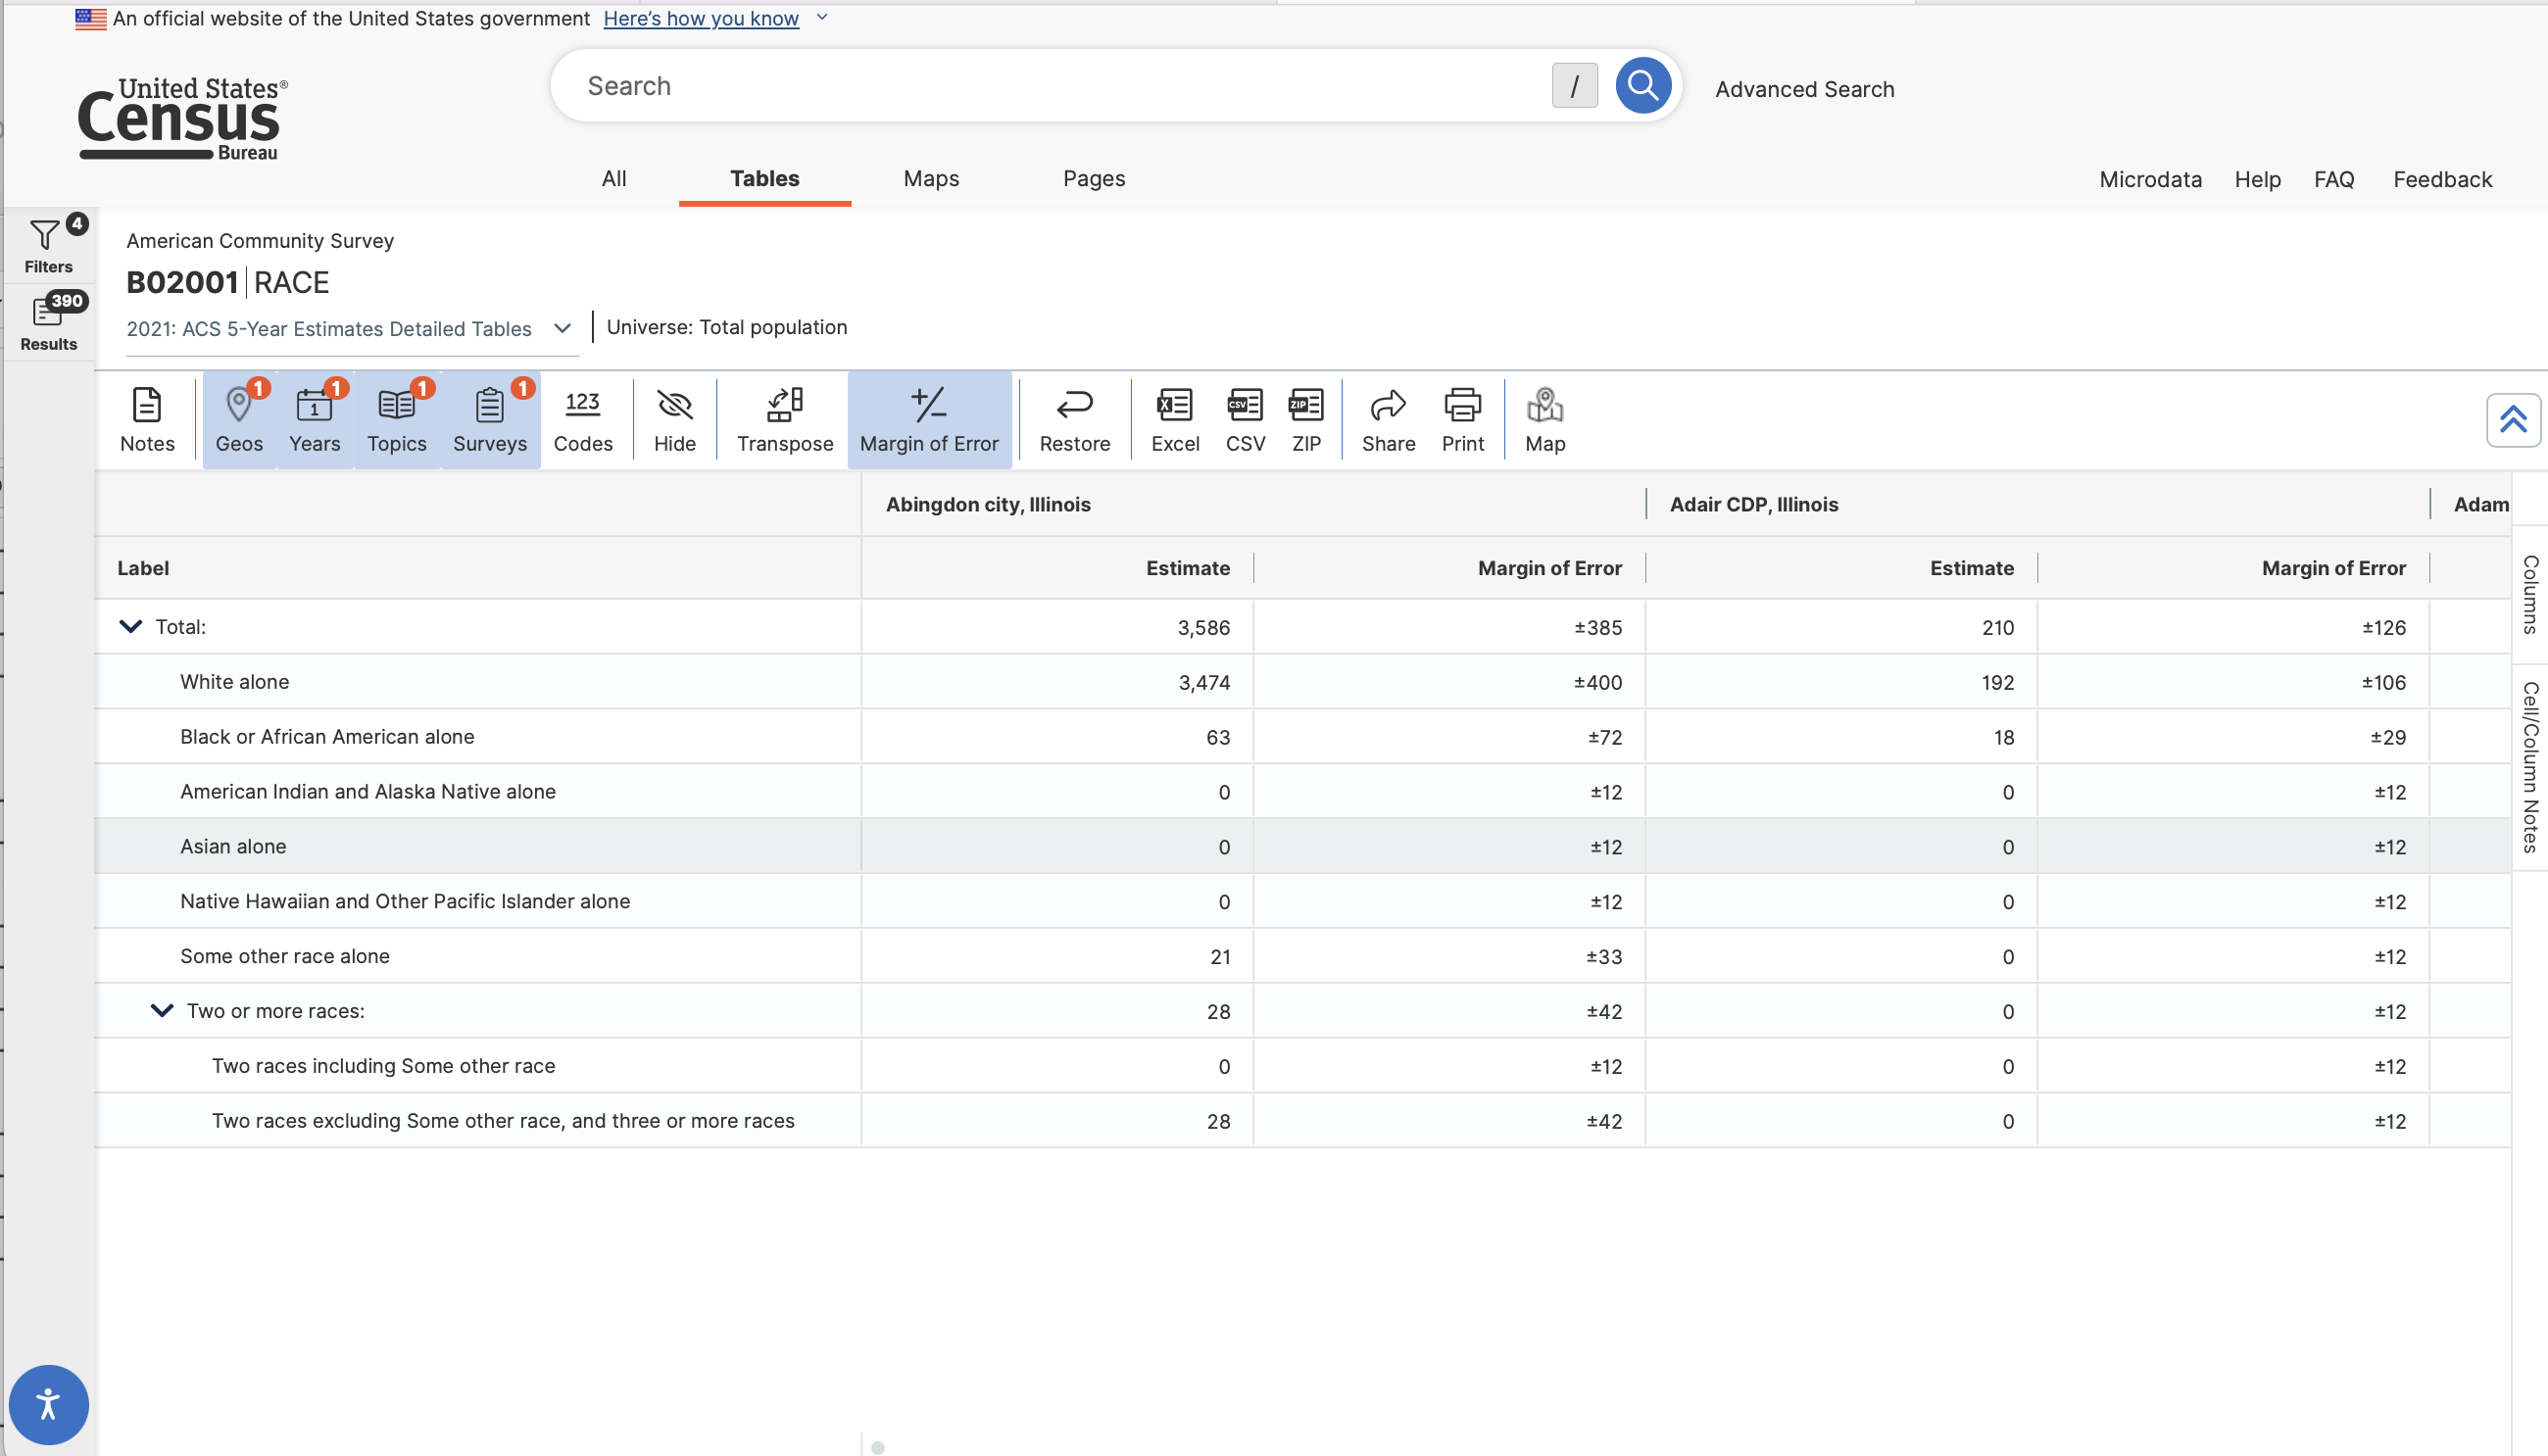 An official website of the United States government Here’s how you know
United States®
Census
Bureau
Search /
Advanced Search
All Tables Maps Pages
Microdata Help FAQ Feedback
4
Filters
390
Results
American Community Survey
B02001 RACE
2021: ACS 5-Year Estimates Detailed Tables
Universe: Total population
1 1 1 1 1 123 X CSV ZIP
Notes Geos Years Topics Surveys Codes Hide Transpose Margin of Error Restore Excel CSV ZIP Share Print Map
Abingdon city, Illinois Adair CDP, Illinois Adam
Label Estimate Margin of Error Estimate Margin of Error
Total: 3,586 ±385 210 ±126
White alone 3,474 ±400 192 ±106
Black or African American alone 63 ±72 18 ±29
American Indian and Alaska Native alone 0 ±12 0 ±12
Asian alone 0 ±12 0 ±12
Native Hawaiian and Other Pacific Islander alone 0 ±12 0 ±12
Some other race alone 21 ±33 0 ±12
Two or more races: 28 ±42 0 ±12
Two races including Some other race 0 ±12 0 ±12
Two races excluding Some other race, and three or more races 28 ±42 0 ±12
Columns
Cell/Column Notes